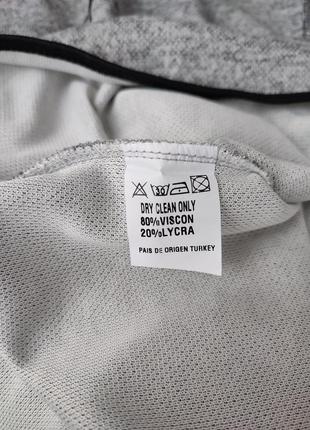 DRY CLEAN ONLY
80%VISCON
20%LYCRA
PAIS DE ORIGEN TURKEY